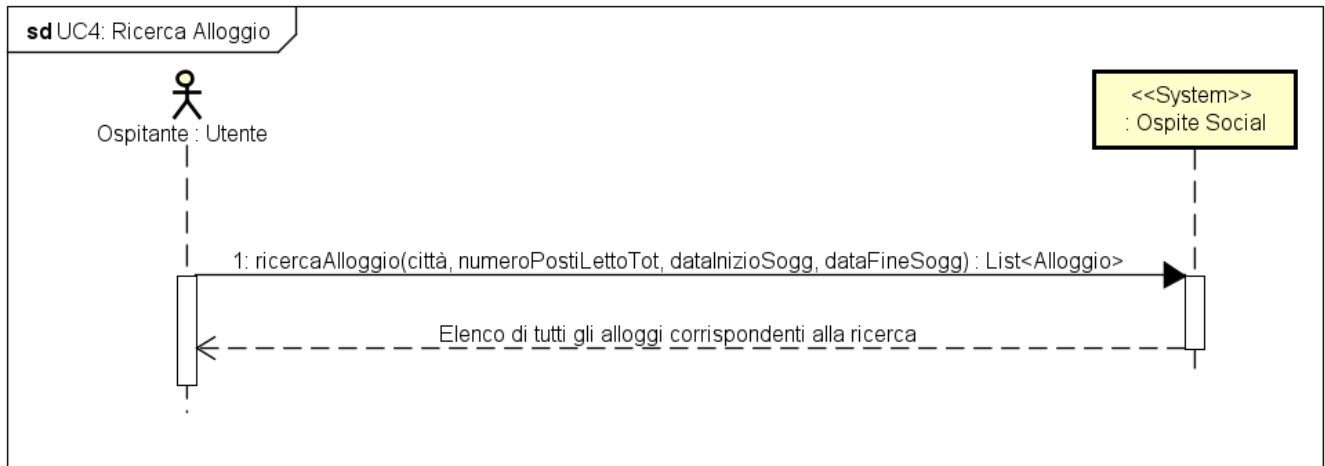 sd UC4: Ricerca Alloggio
Ospitante : Utente
<<System>>
: Ospite Social
1: ricercaAlloggio(città, numeroPostiLettoTot, dataInizioSogg, dataFineSogg) : List<Alloggio>
Elenco di tutti gli alloggi corrispondenti alla ricerca